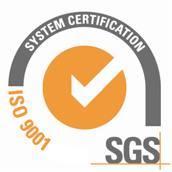 SYSTEM CERTIFICATION
ISO 9001
SGS